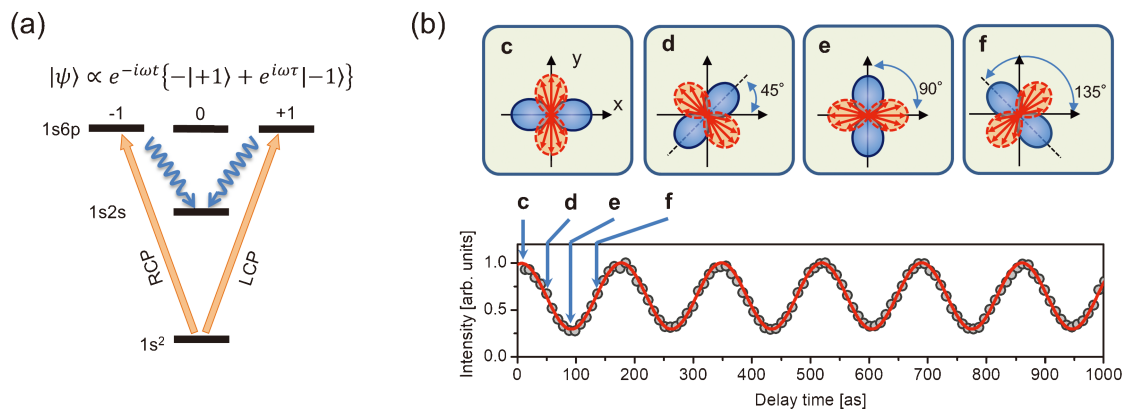 (a)
|ψ⟩ ∝ e^{-iωt}{−|+1⟩ + e^{iωτ}|−1⟩}
-1 0 +1
1s6p
1s2s
RCP LCP
1s²
(b)
c d e f
y
x
45°
90°
135°
c d e f
Intensity [arb. units]
1.0
0.5
0.0
0 100 200 300 400 500 600 700 800 900 1000
Delay time [as]